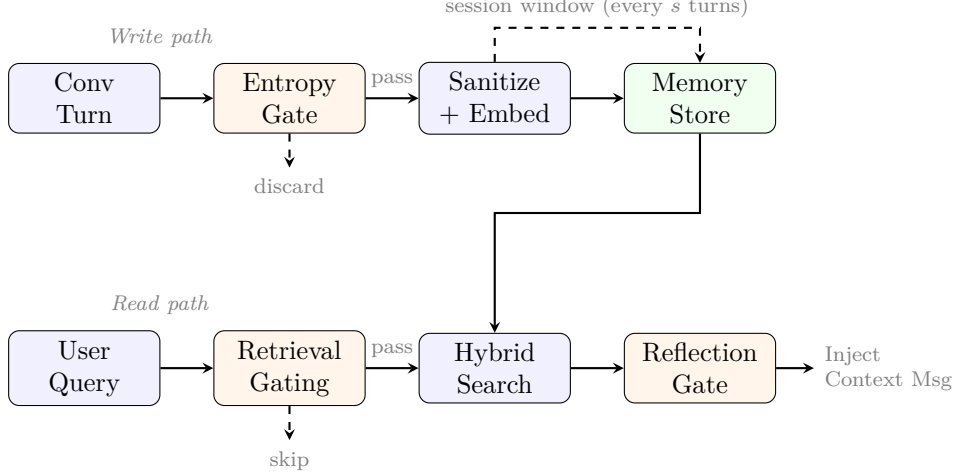 session window (every s turns)
Write path
Conv
Turn
Entropy
Gate
pass
Sanitize
+ Embed
Memory
Store
discard
Read path
User
Query
Retrieval
Gating
pass
Hybrid
Search
Reflection
Gate
Inject
Context Msg
skip